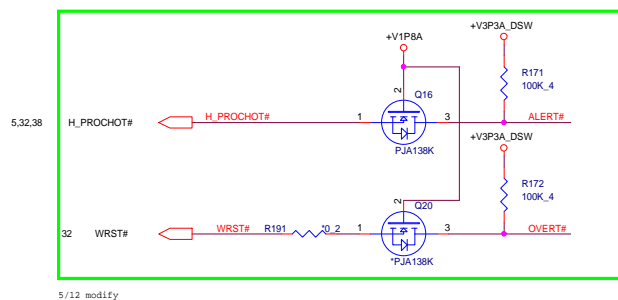 +V1P8A
+V3P3A_DSW
2
Q16
R171
100K_4
5,32,38
H_PROCHOT#
H_PROCHOT#
1
3
ALERT#
PJA138K
+V3P3A_DSW
2
Q20
R172
100K_4
32
WRST#
WRST#
R191
*0_2
1
3
OVERT#
*PJA138K
5/12 modify